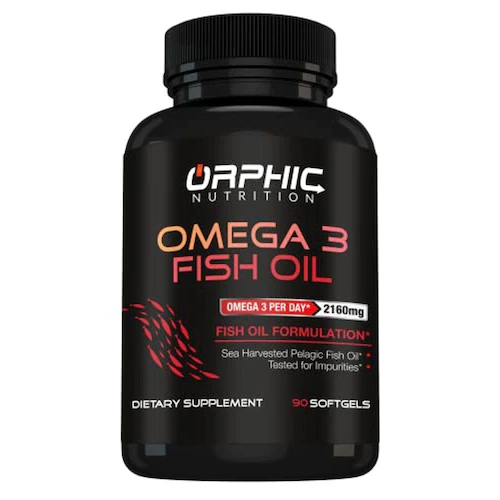 ORPHIC
NUTRITION
OMEGA 3
FISH OIL
OMEGA 3 PER DAY* 2160mg
FISH OIL FORMULATION*
Sea Harvested Pelagic Fish Oil*
Tested for Impurities*
DIETARY SUPPLEMENT 90 SOFTGELS